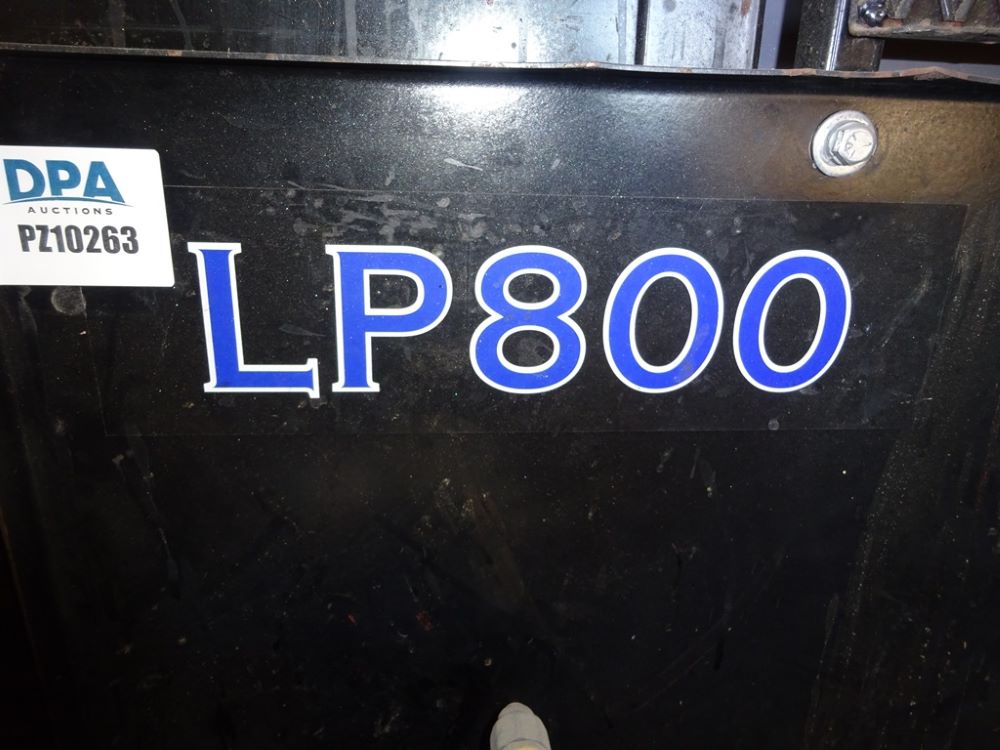 DPA
AUCTIONS
PZ10263
LP800